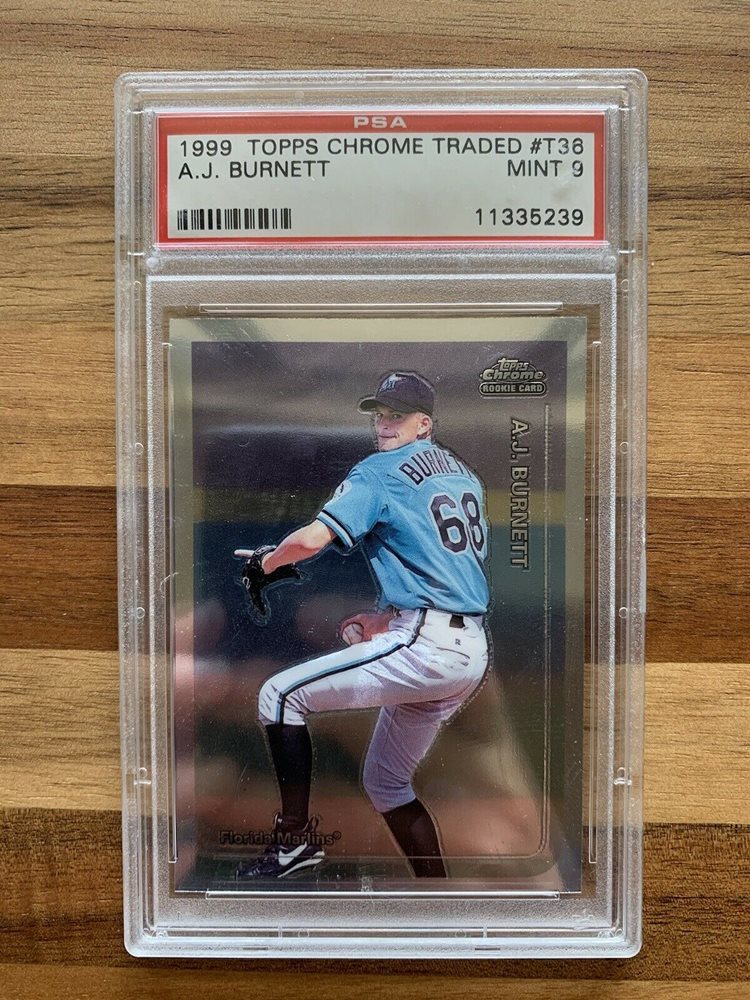 PSA
1999 TOPPS CHROME TRADED #T36
A.J. BURNETT MINT 9
11335239
Topps
Chrome
ROOKIE CARD
A.J. BURNETT
BURNETT
68
Florida Marlins®